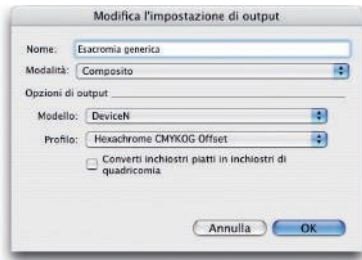 Modifica l'impostazione di output
Nome: Esacromia generica
Modalità: Composito
Opzioni di output
Modello: DeviceN
Profilo: Hexachrome CMYKOG Offset
Converti inchiostri piatti in inchiostri di
quadricomia
Annulla OK